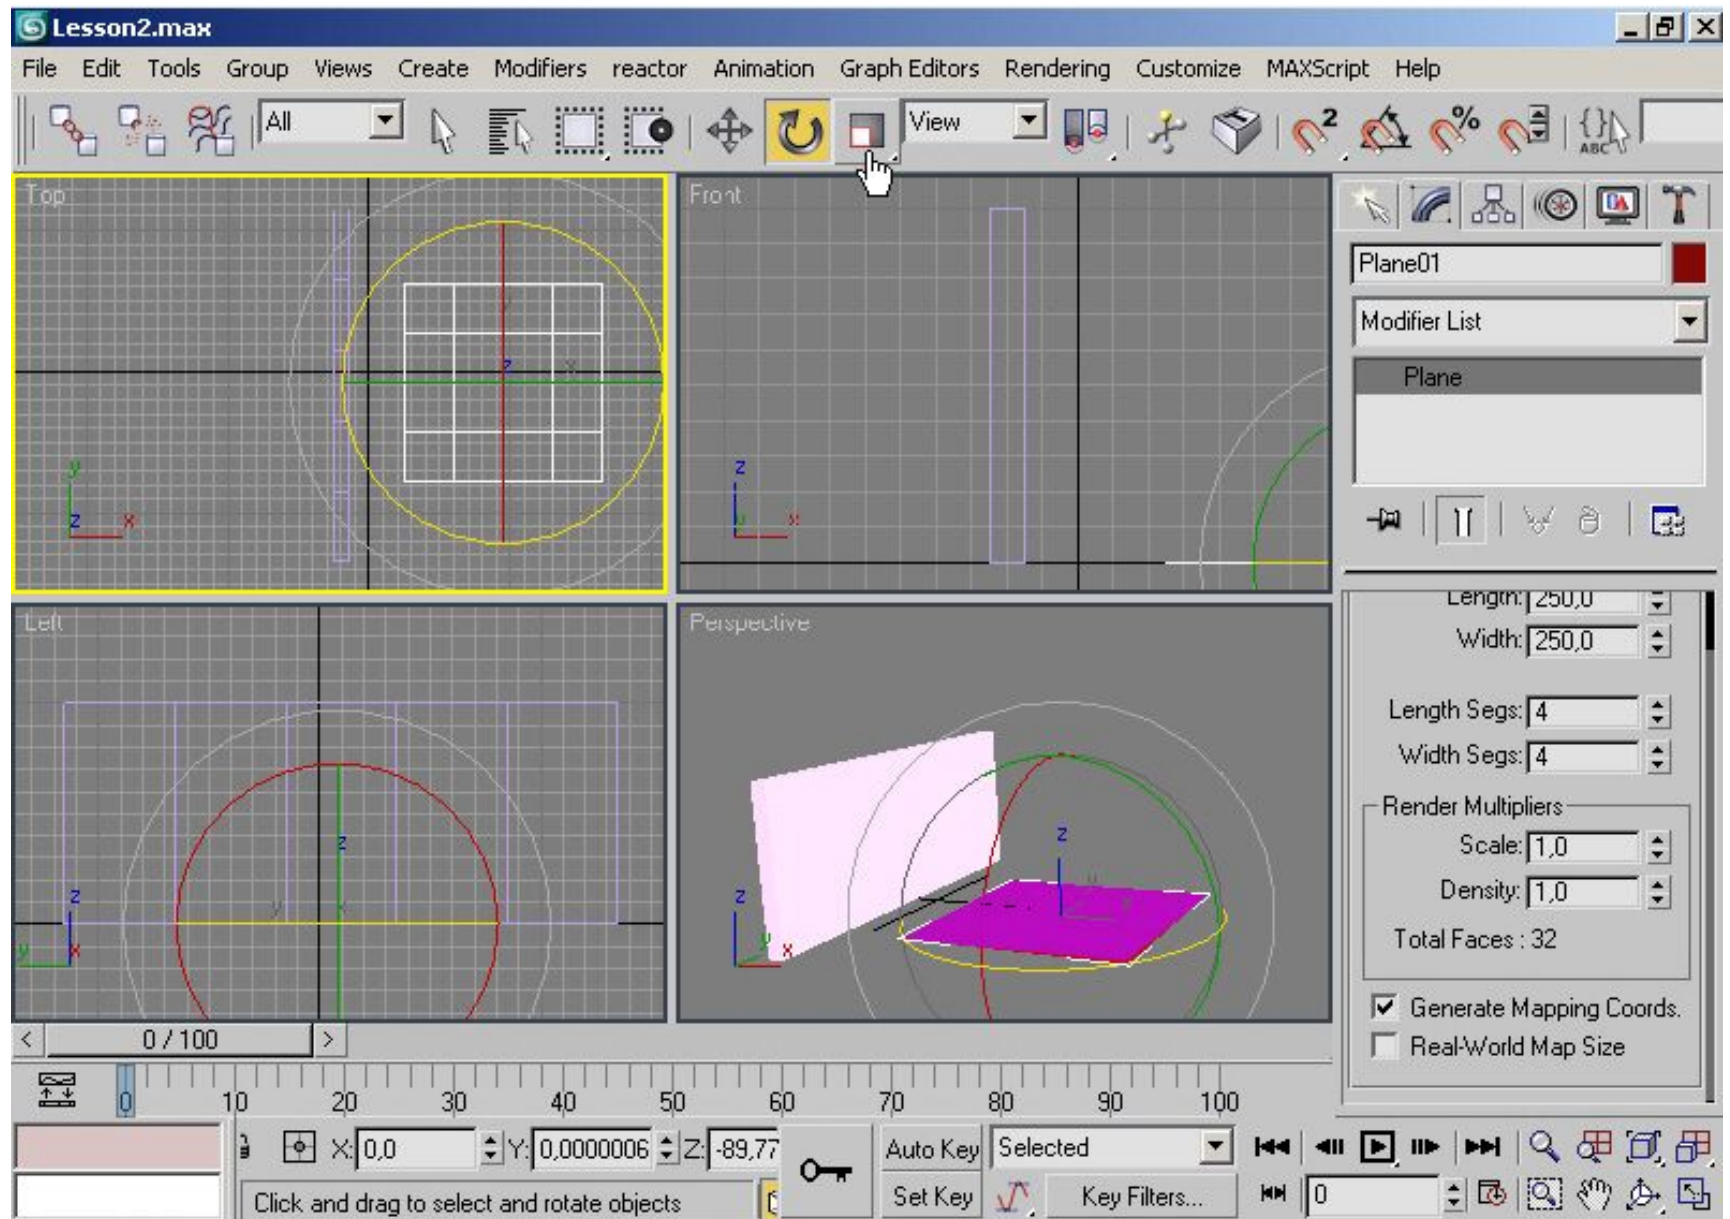 Lesson2.max
File Edit Tools Group Views Create Modifiers reactor Animation Graph Editors Rendering Customize MAXScript Help
All View 2 % ABC
Top Front
Plane01
Modifier List
Plane
y x z
z y x
z x
Left Perspective
Length: 250,0
Width: 250,0
Length Segs: 4
Width Segs: 4
Render Multipliers
Scale: 1,0
Density: 1,0
Total Faces : 32
z y x
z y x
z
Generate Mapping Coords.
Real-World Map Size
< 0 / 100 >
0 10 20 30 40 50 60 70 80 90 100
X: 0,0 Y: 0,0000006 Z: -89,77 Auto Key Selected
Click and drag to select and rotate objects Set Key Key Filters... 0